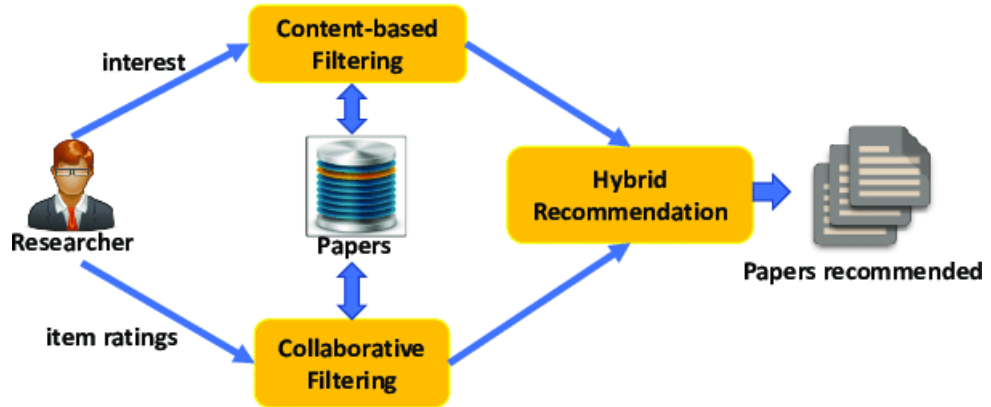 Content-based
Filtering
interest
Researcher
Papers
Hybrid
Recommendation
Papers recommended
item ratings
Collaborative
Filtering